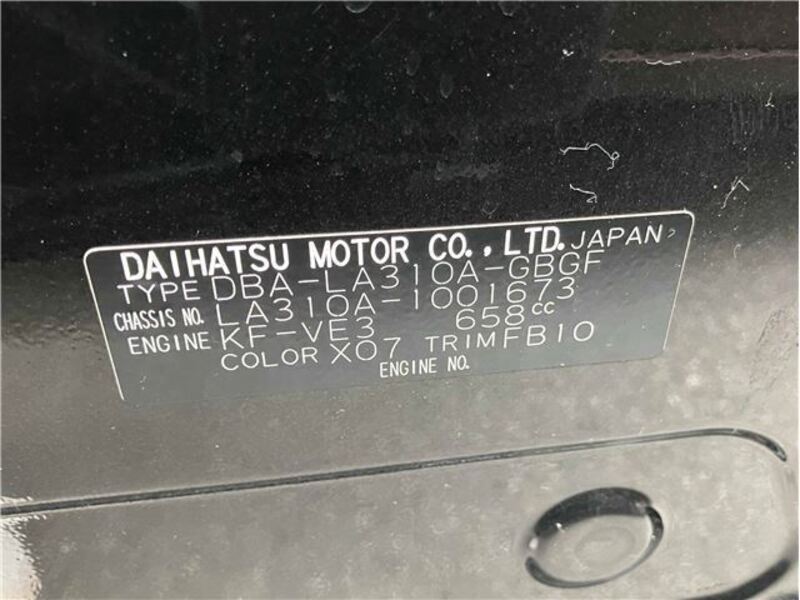 DAIHATSU MOTOR CO., LTD. JAPAN
TYPE DBA-LA310A-GBGF
CHASSIS NO. LA310A-1001673
ENGINE KF-VE3 658cc
COLOR X07 TRIM FB10
ENGINE NO.